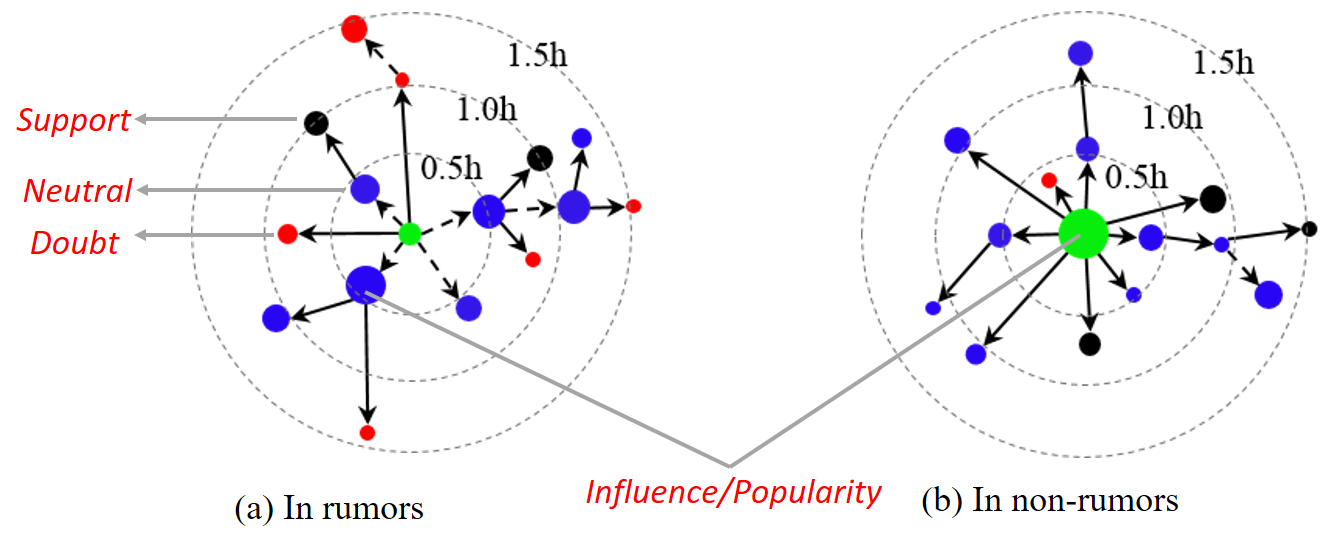 1.5h
1.0h
0.5h
Support
Neutral
Doubt
1.5h
1.0h
0.5h
Influence/Popularity
(a) In rumors
(b) In non-rumors